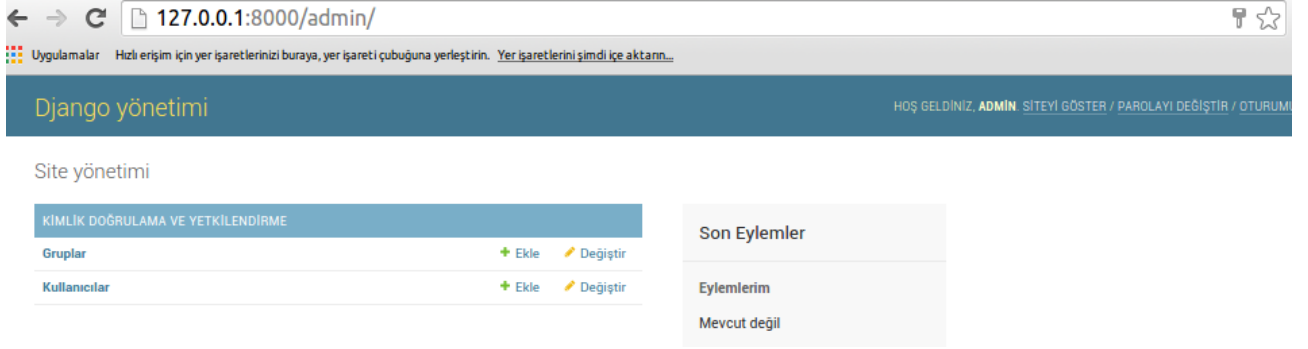 127.0.0.1:8000/admin/
Uygulamalar Hızlı erişim için yer işaretlerinizi buraya, yer işareti çubuğuna yerleştirin. Yer işaretlerini şimdi içe aktarın...
Django yönetimi HOŞ GELDİNİZ, ADMİN. SİTEYİ GÖSTER / PAROLAYI DEĞİŞTİR / OTURUMU
Site yönetimi
KİMLİK DOĞRULAMA VE YETKİLENDİRME
Gruplar + Ekle Değiştir
Kullanıcılar + Ekle Değiştir
Son Eylemler
Eylemlerim
Mevcut değil